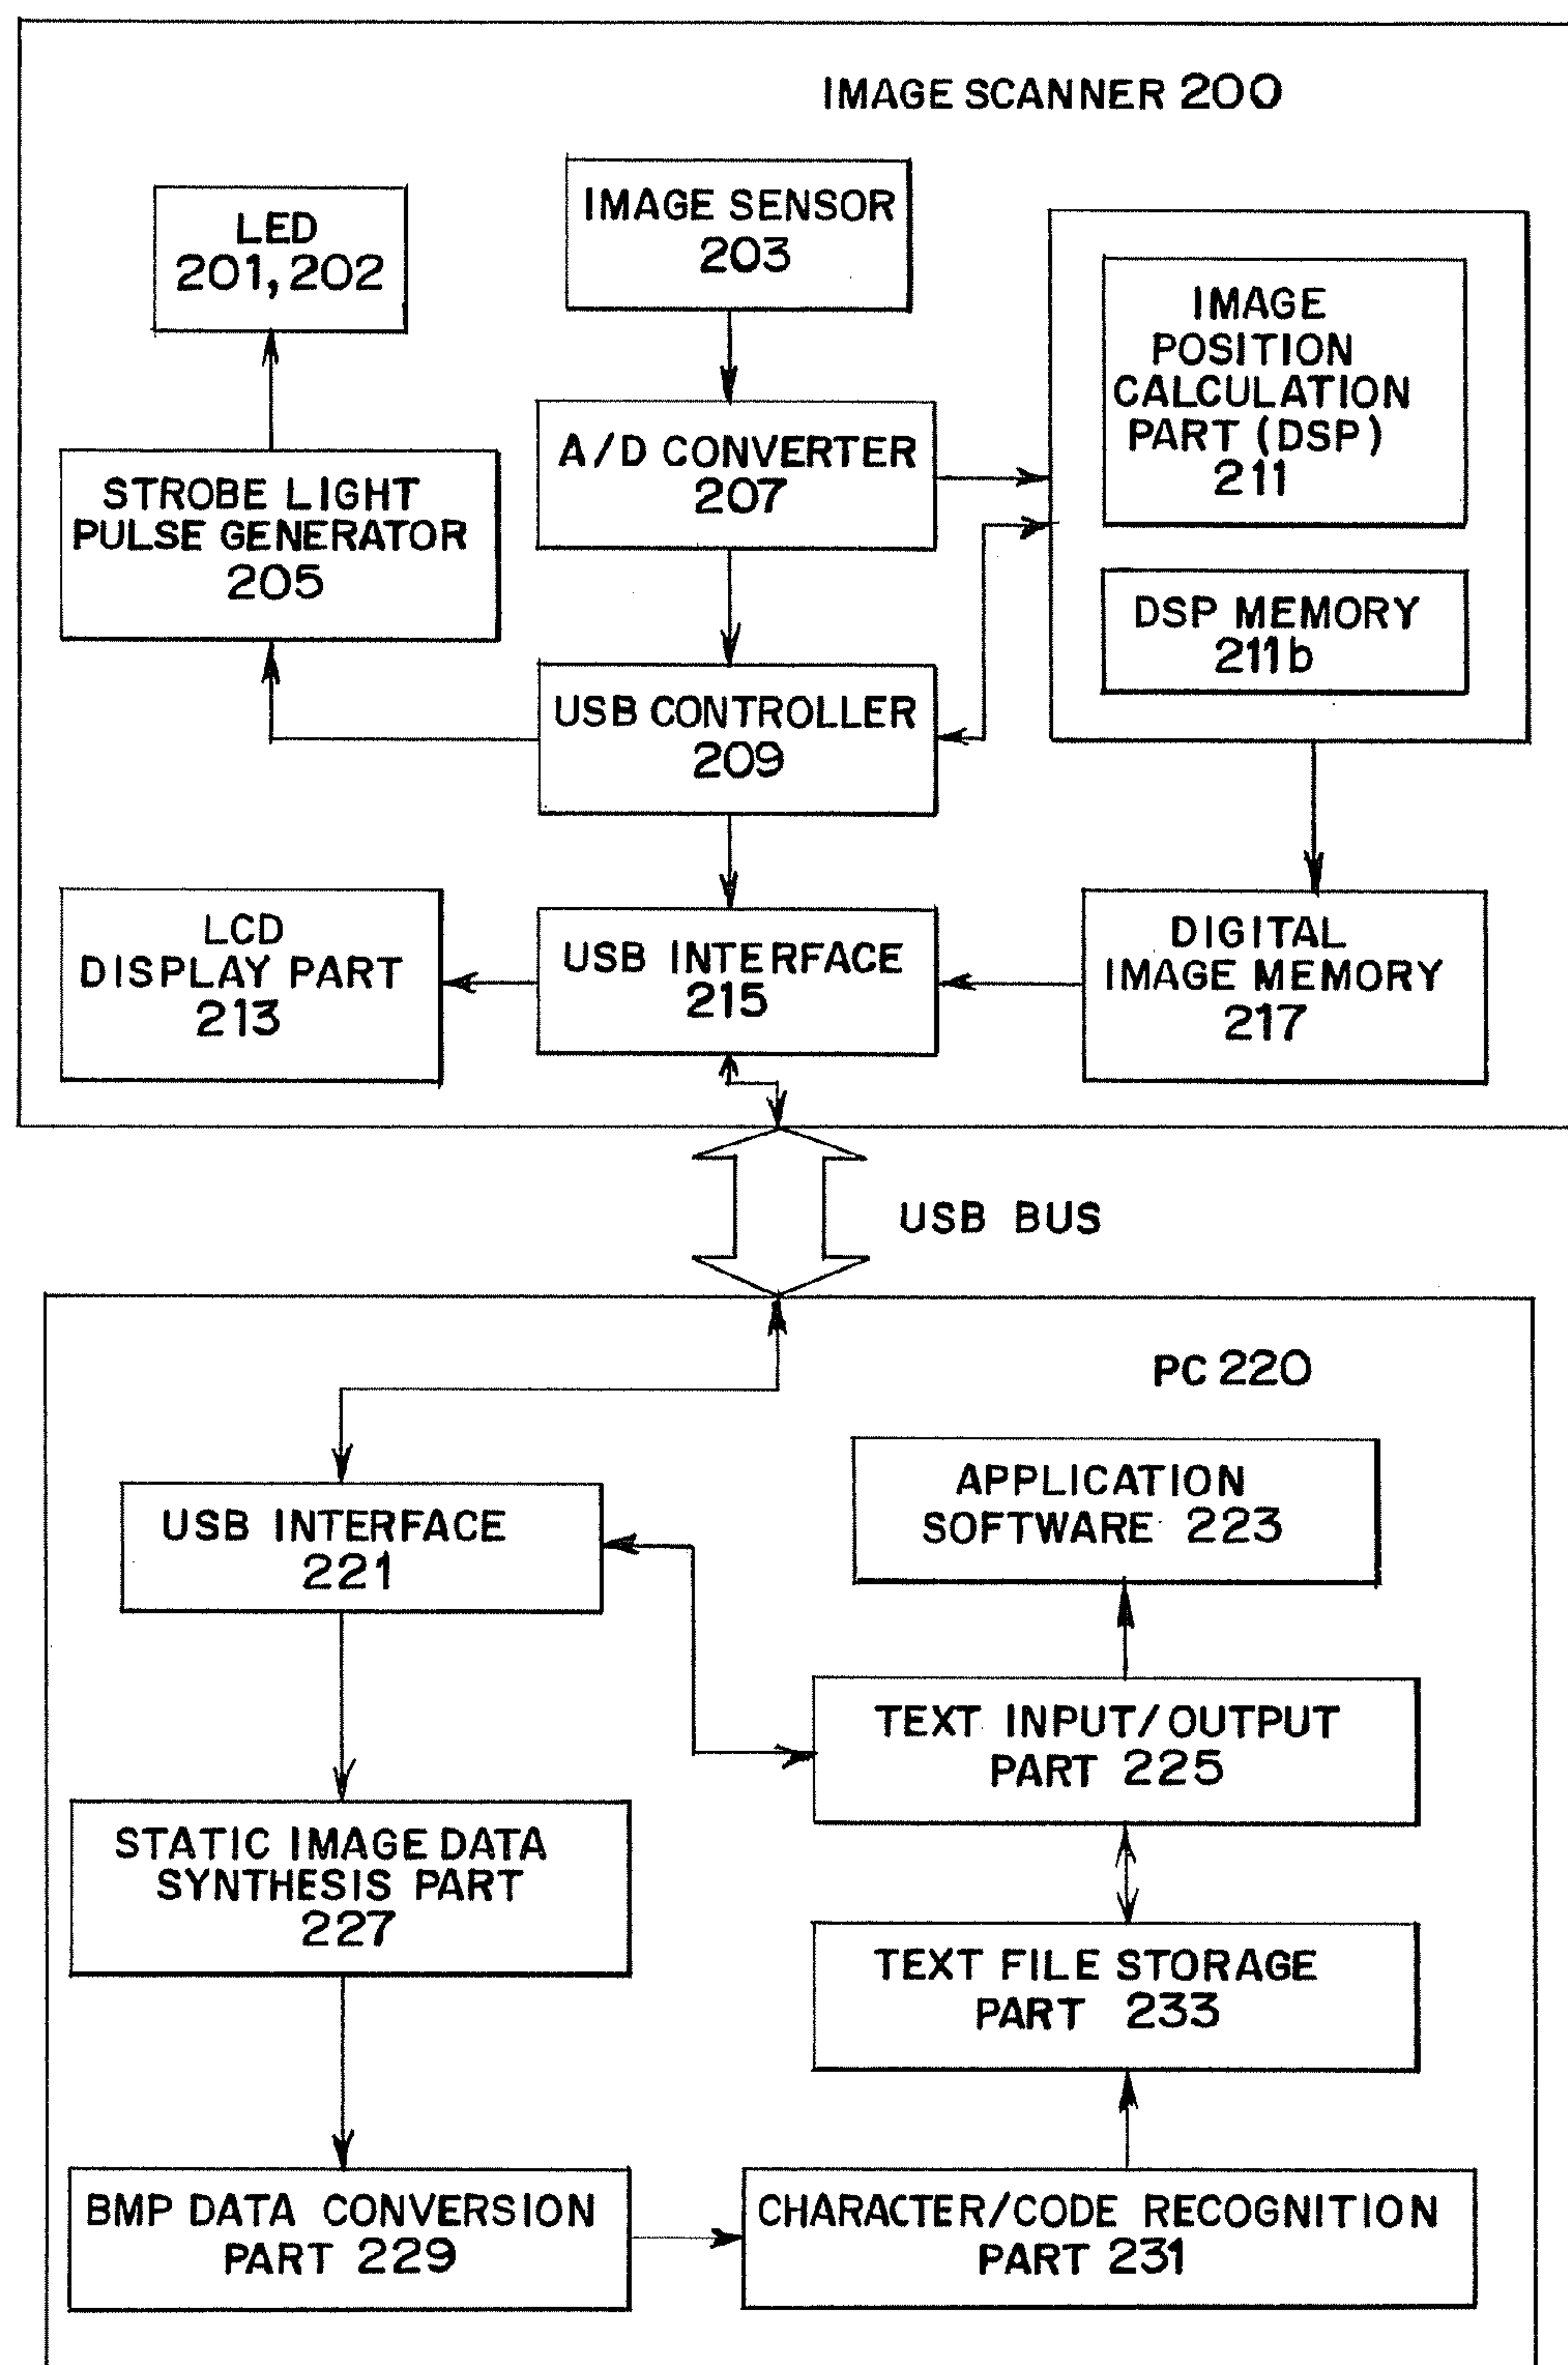 IMAGE SCANNER 200
LED
201, 202
IMAGE SENSOR
203
IMAGE
POSITION
CALCULATION
PART (DSP)
211
A/D CONVERTER
207
STROBE LIGHT
PULSE GENERATOR
205
DSP MEMORY
211b
USB CONTROLLER
209
LCD
DISPLAY PART
213
USB INTERFACE
215
DIGITAL
IMAGE MEMORY
217
USB BUS
PC 220
APPLICATION
SOFTWARE 223
USB INTERFACE
221
TEXT INPUT/OUTPUT
PART 225
STATIC IMAGE DATA
SYNTHESIS PART
227
TEXT FILE STORAGE
PART 233
BMP DATA CONVERSION
PART 229
CHARACTER/CODE RECOGNITION
PART 231